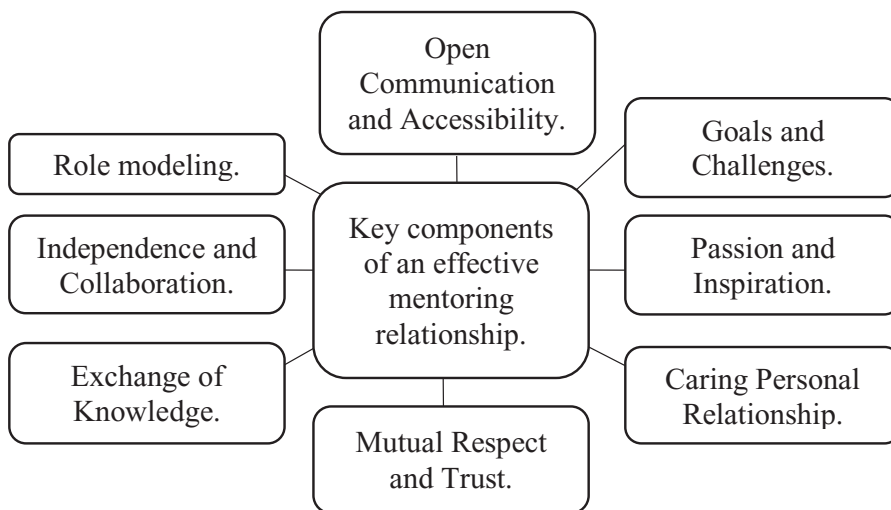 Open
Communication
and Accessibility.
Goals and
Challenges.
Role modeling.
Key components
of an effective
mentoring
relationship.
Independence and
Collaboration.
Passion and
Inspiration.
Exchange of
Knowledge.
Caring Personal
Relationship.
Mutual Respect
and Trust.